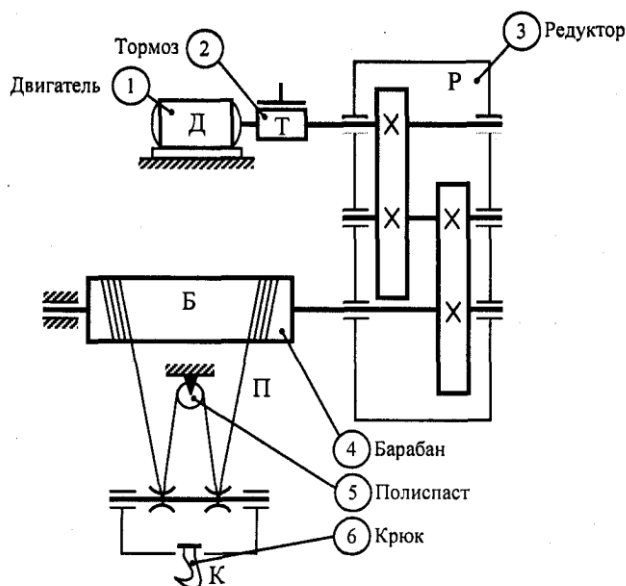 3 Редуктор
Тормоз 2
Р
Двигатель 1
Д
Т
Б
П
4 Барабан
5 Полиспаст
6 Крюк
К